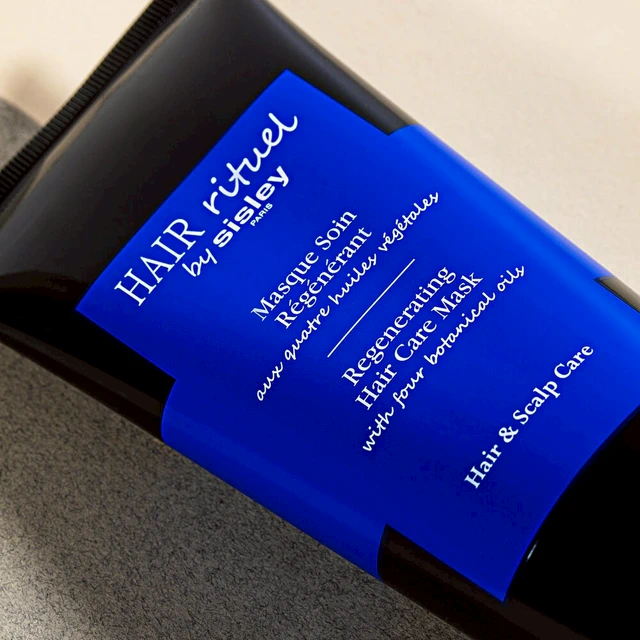 HAIR rituel
by sisley
PARIS
Masque Soin
Régénérant
aux quatre huiles végétales
Regenerating
Hair Care Mask
with four botanical oils
Hair & Scalp Care